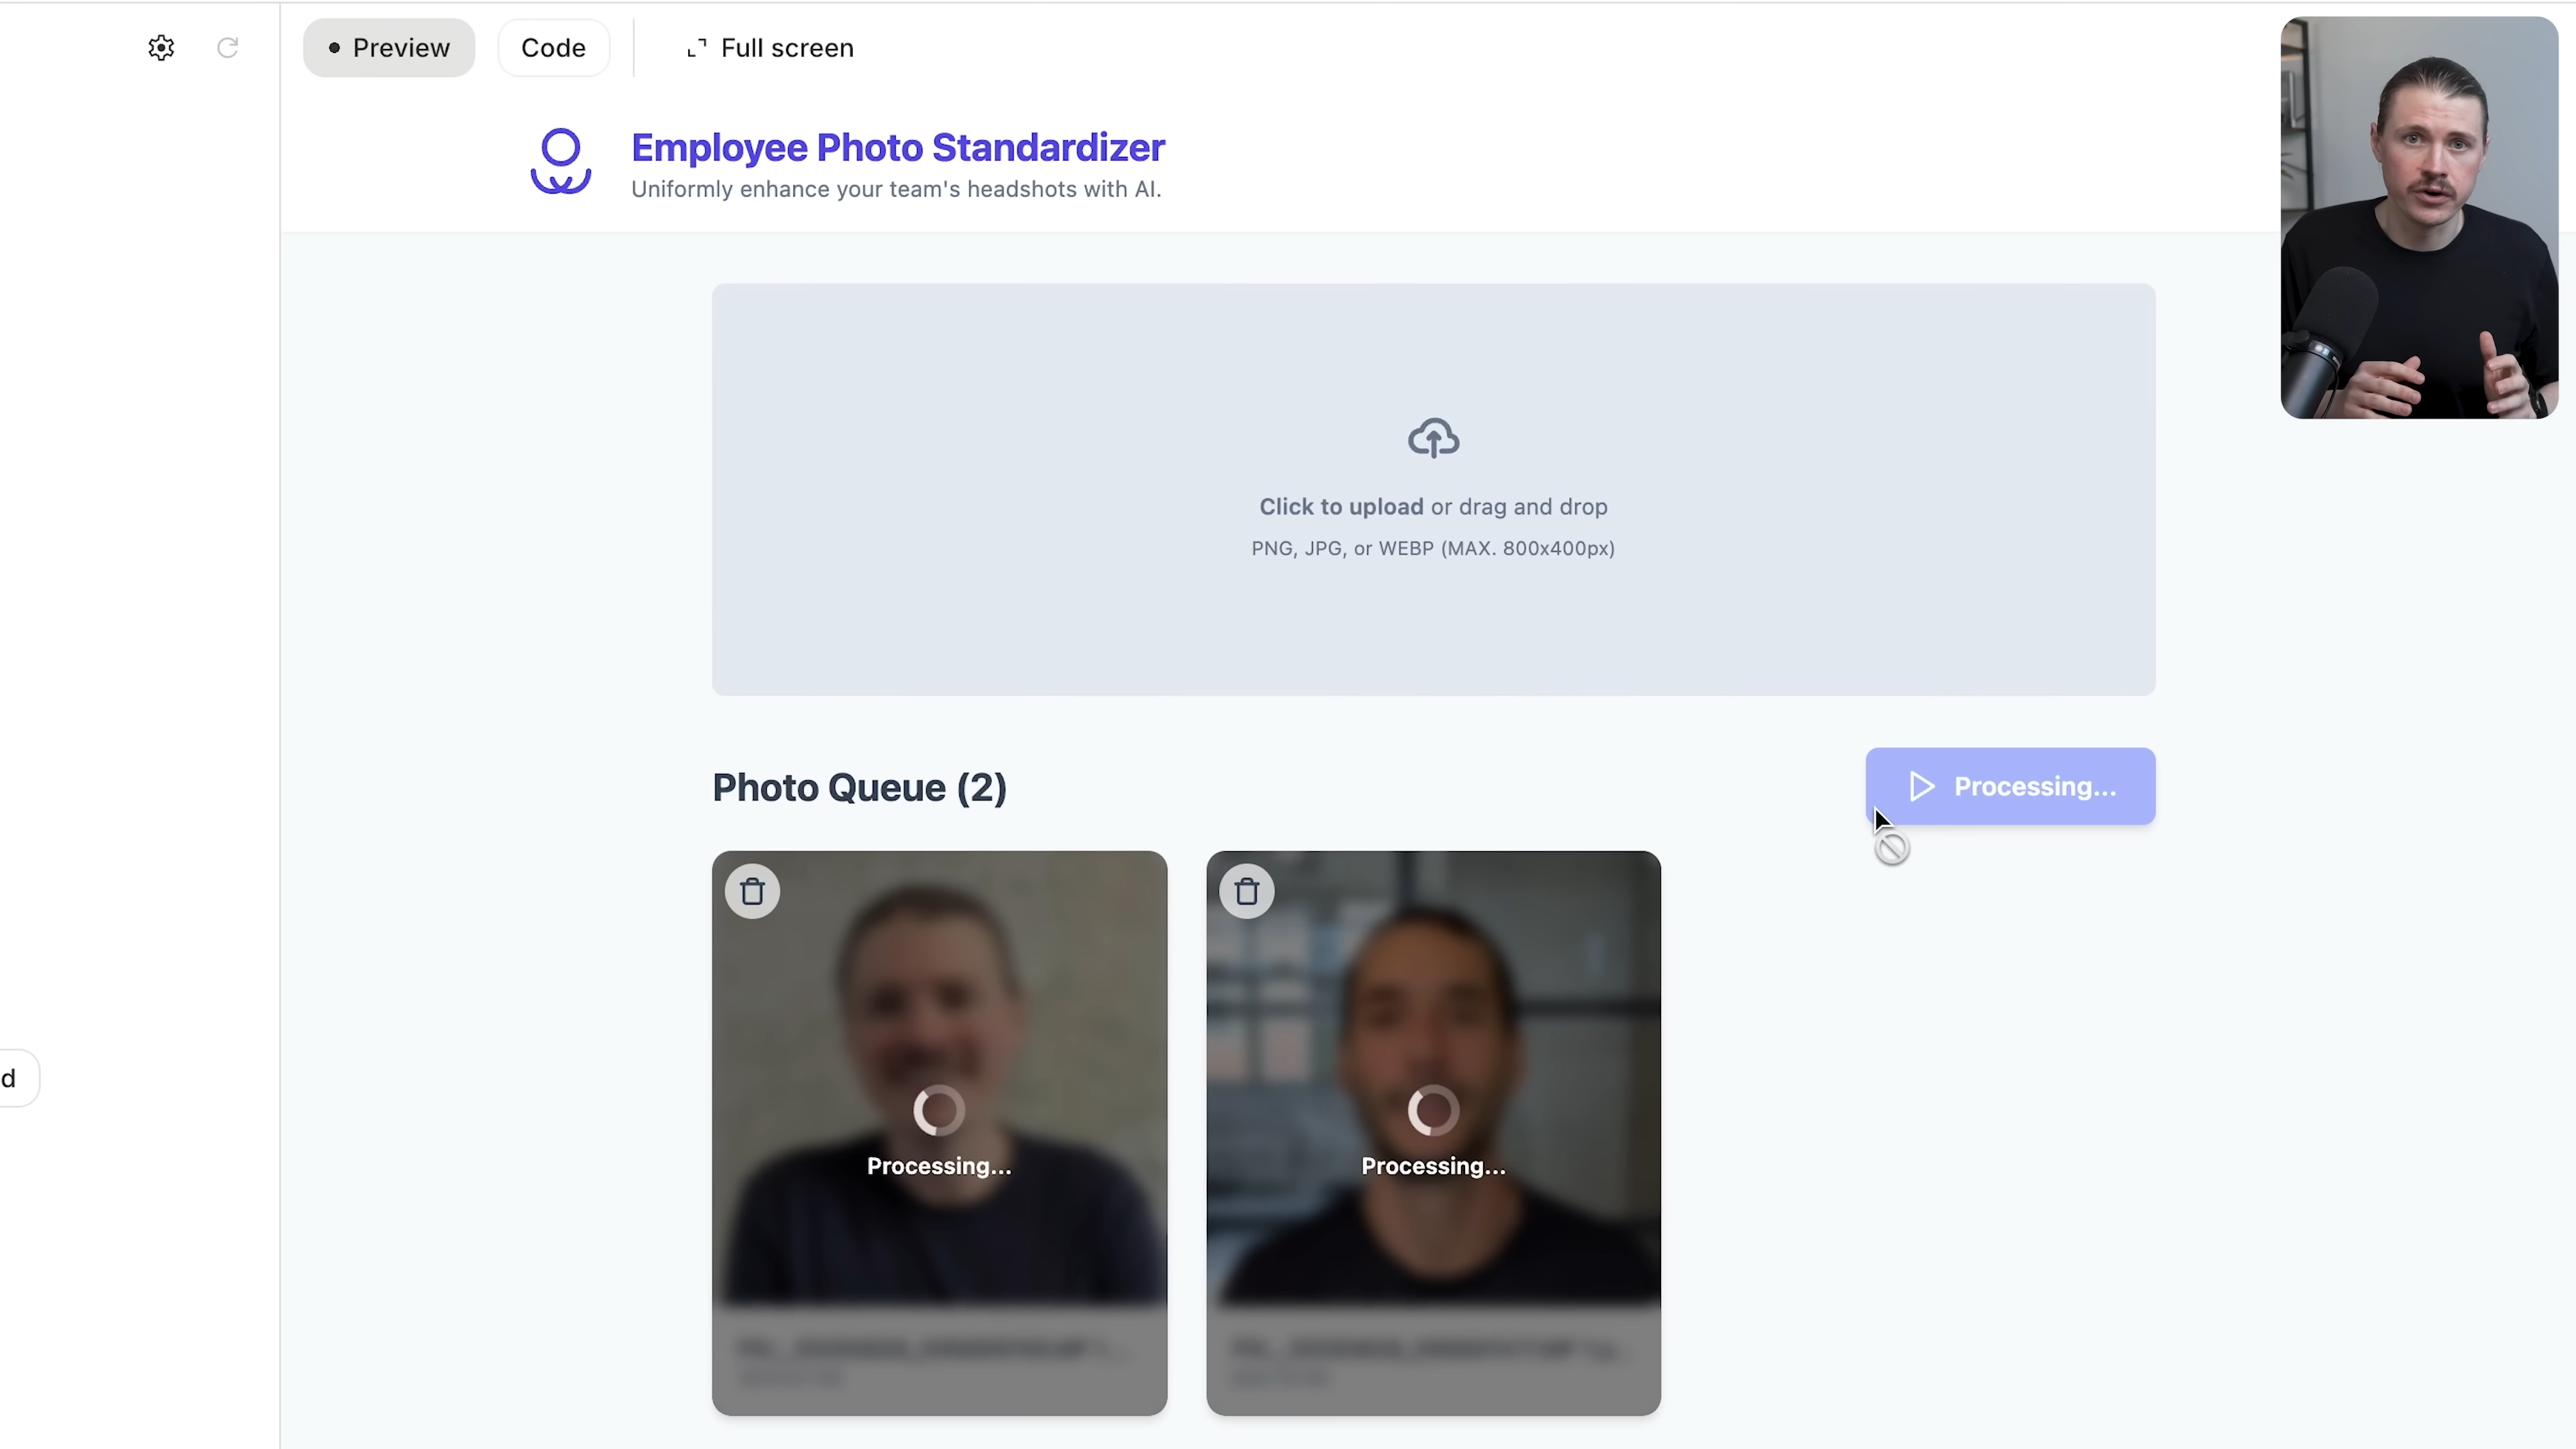 Preview
Code
Full screen
Employee Photo Standardizer
Uniformly enhance your team's headshots with AI.
Click to upload or drag and drop
PNG, JPG, or WEBP (MAX. 800x400px)
Photo Queue (2)
Processing...
Processing...
Processing...
d